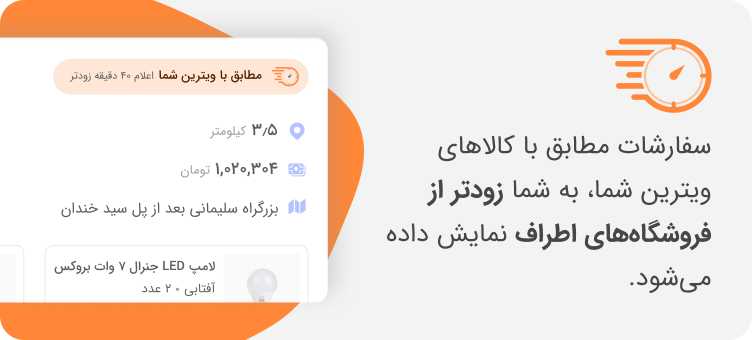 سفارشات مطابق با کالاهای
ویترین شما، به شما زودتر از
فروشگاه‌های اطراف نمایش داده
می‌شود.
مطابق با ویترین شما اعلام ۴۰ دقیقه زودتر
۳٫۵ کیلومتر
۱,۰۲۰,۳۰۴ تومان
بزرگراه سلیمانی بعد از پل سید خندان
لامپ LED جنرال ۷ وات بروکس
آفتابی • ۲ عدد